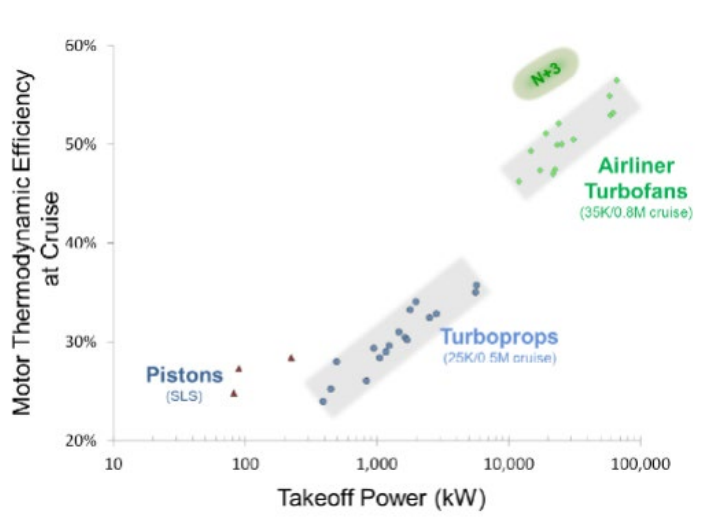 60%
N+3
50%
Airliner
Turbofans
(35K/0.8M cruise)
Motor Thermodynamic Efficiency
at Cruise
40%
30%
Turboprops
(25K/0.5M cruise)
Pistons
(SLS)
20%
10
100
1,000
10,000
100,000
Takeoff Power (kW)